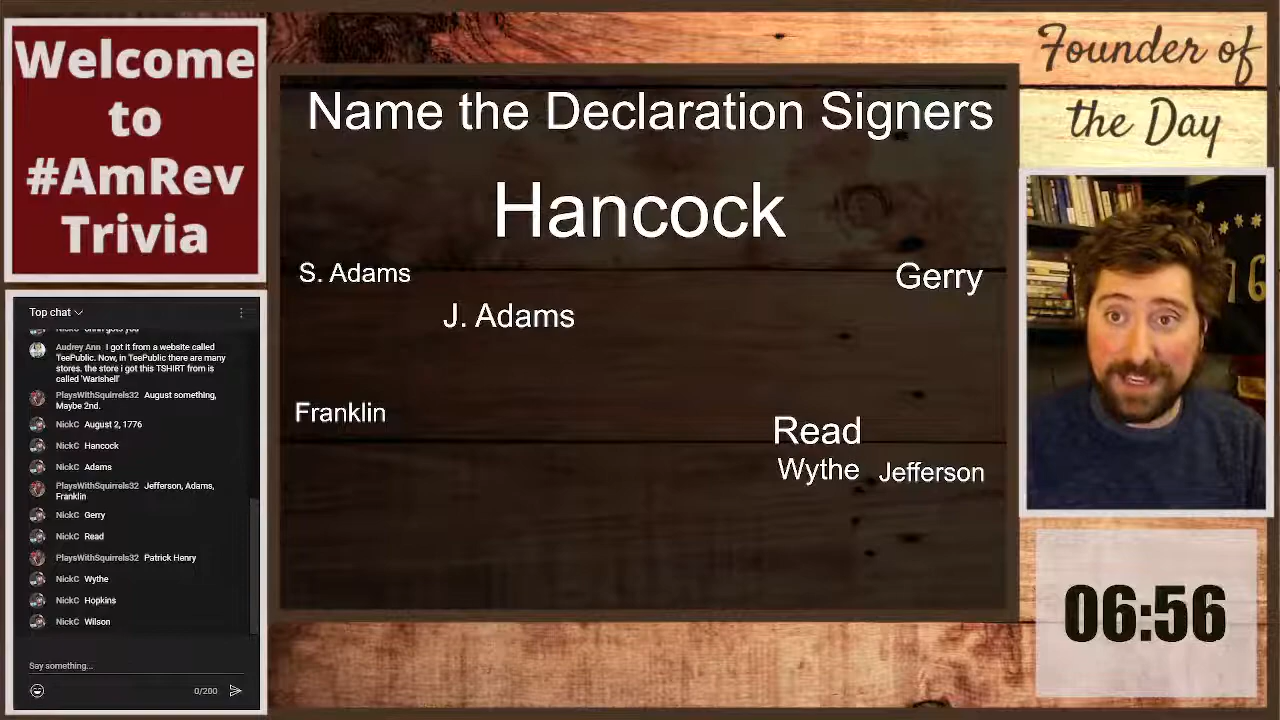 Welcome
to
#AmRev
Trivia
Founder of
the Day
Name the Declaration Signers
Hancock
S. Adams
Gerry
J. Adams
Franklin
Read
Wythe
Jefferson
Top chat
NickC
Audrey Ann I got it from a website called
TeePublic. Now, in TeePublic there are many
stores. the store i got this TSHIRT from is
called 'Warishell'
PlaysWithSquirrels32 August something,
Maybe 2nd.
NickC August 2, 1776
NickC Hancock
NickC Adams
PlaysWithSquirrels32 Jefferson, Adams,
Franklin
NickC Gerry
NickC Read
PlaysWithSquirrels32 Patrick Henry
NickC Wythe
NickC Hopkins
NickC Wilson
Say something...
0/200
06:56